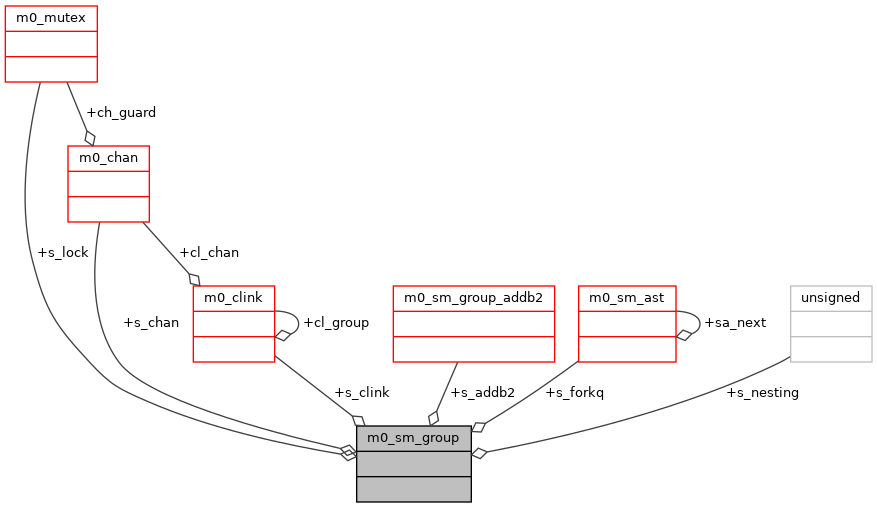 m0_mutex
+ch_guard
m0_chan
+s_lock
+cl_chan
m0_clink
m0_sm_group_addb2
m0_sm_ast
unsigned
+s_chan
+cl_group
+sa_next
+s_clink
+s_addb2
+s_forkq
+s_nesting
m0_sm_group